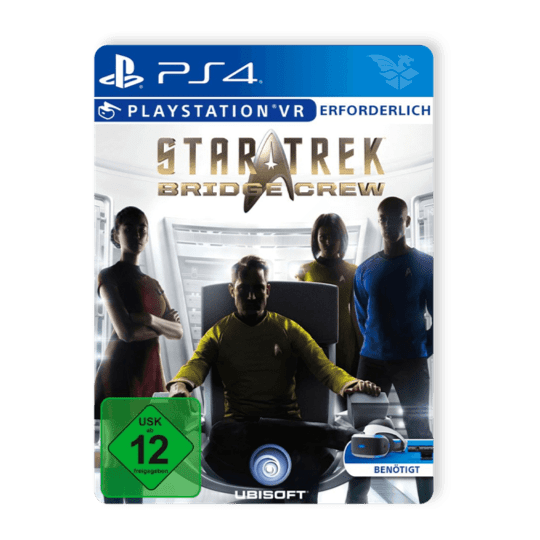 PS4
PLAYSTATION®VR ERFORDERLICH
STAR TREK
BRIDGE CREW
USK
ab
12
freigegeben
BENÖTIGT
UBISOFT